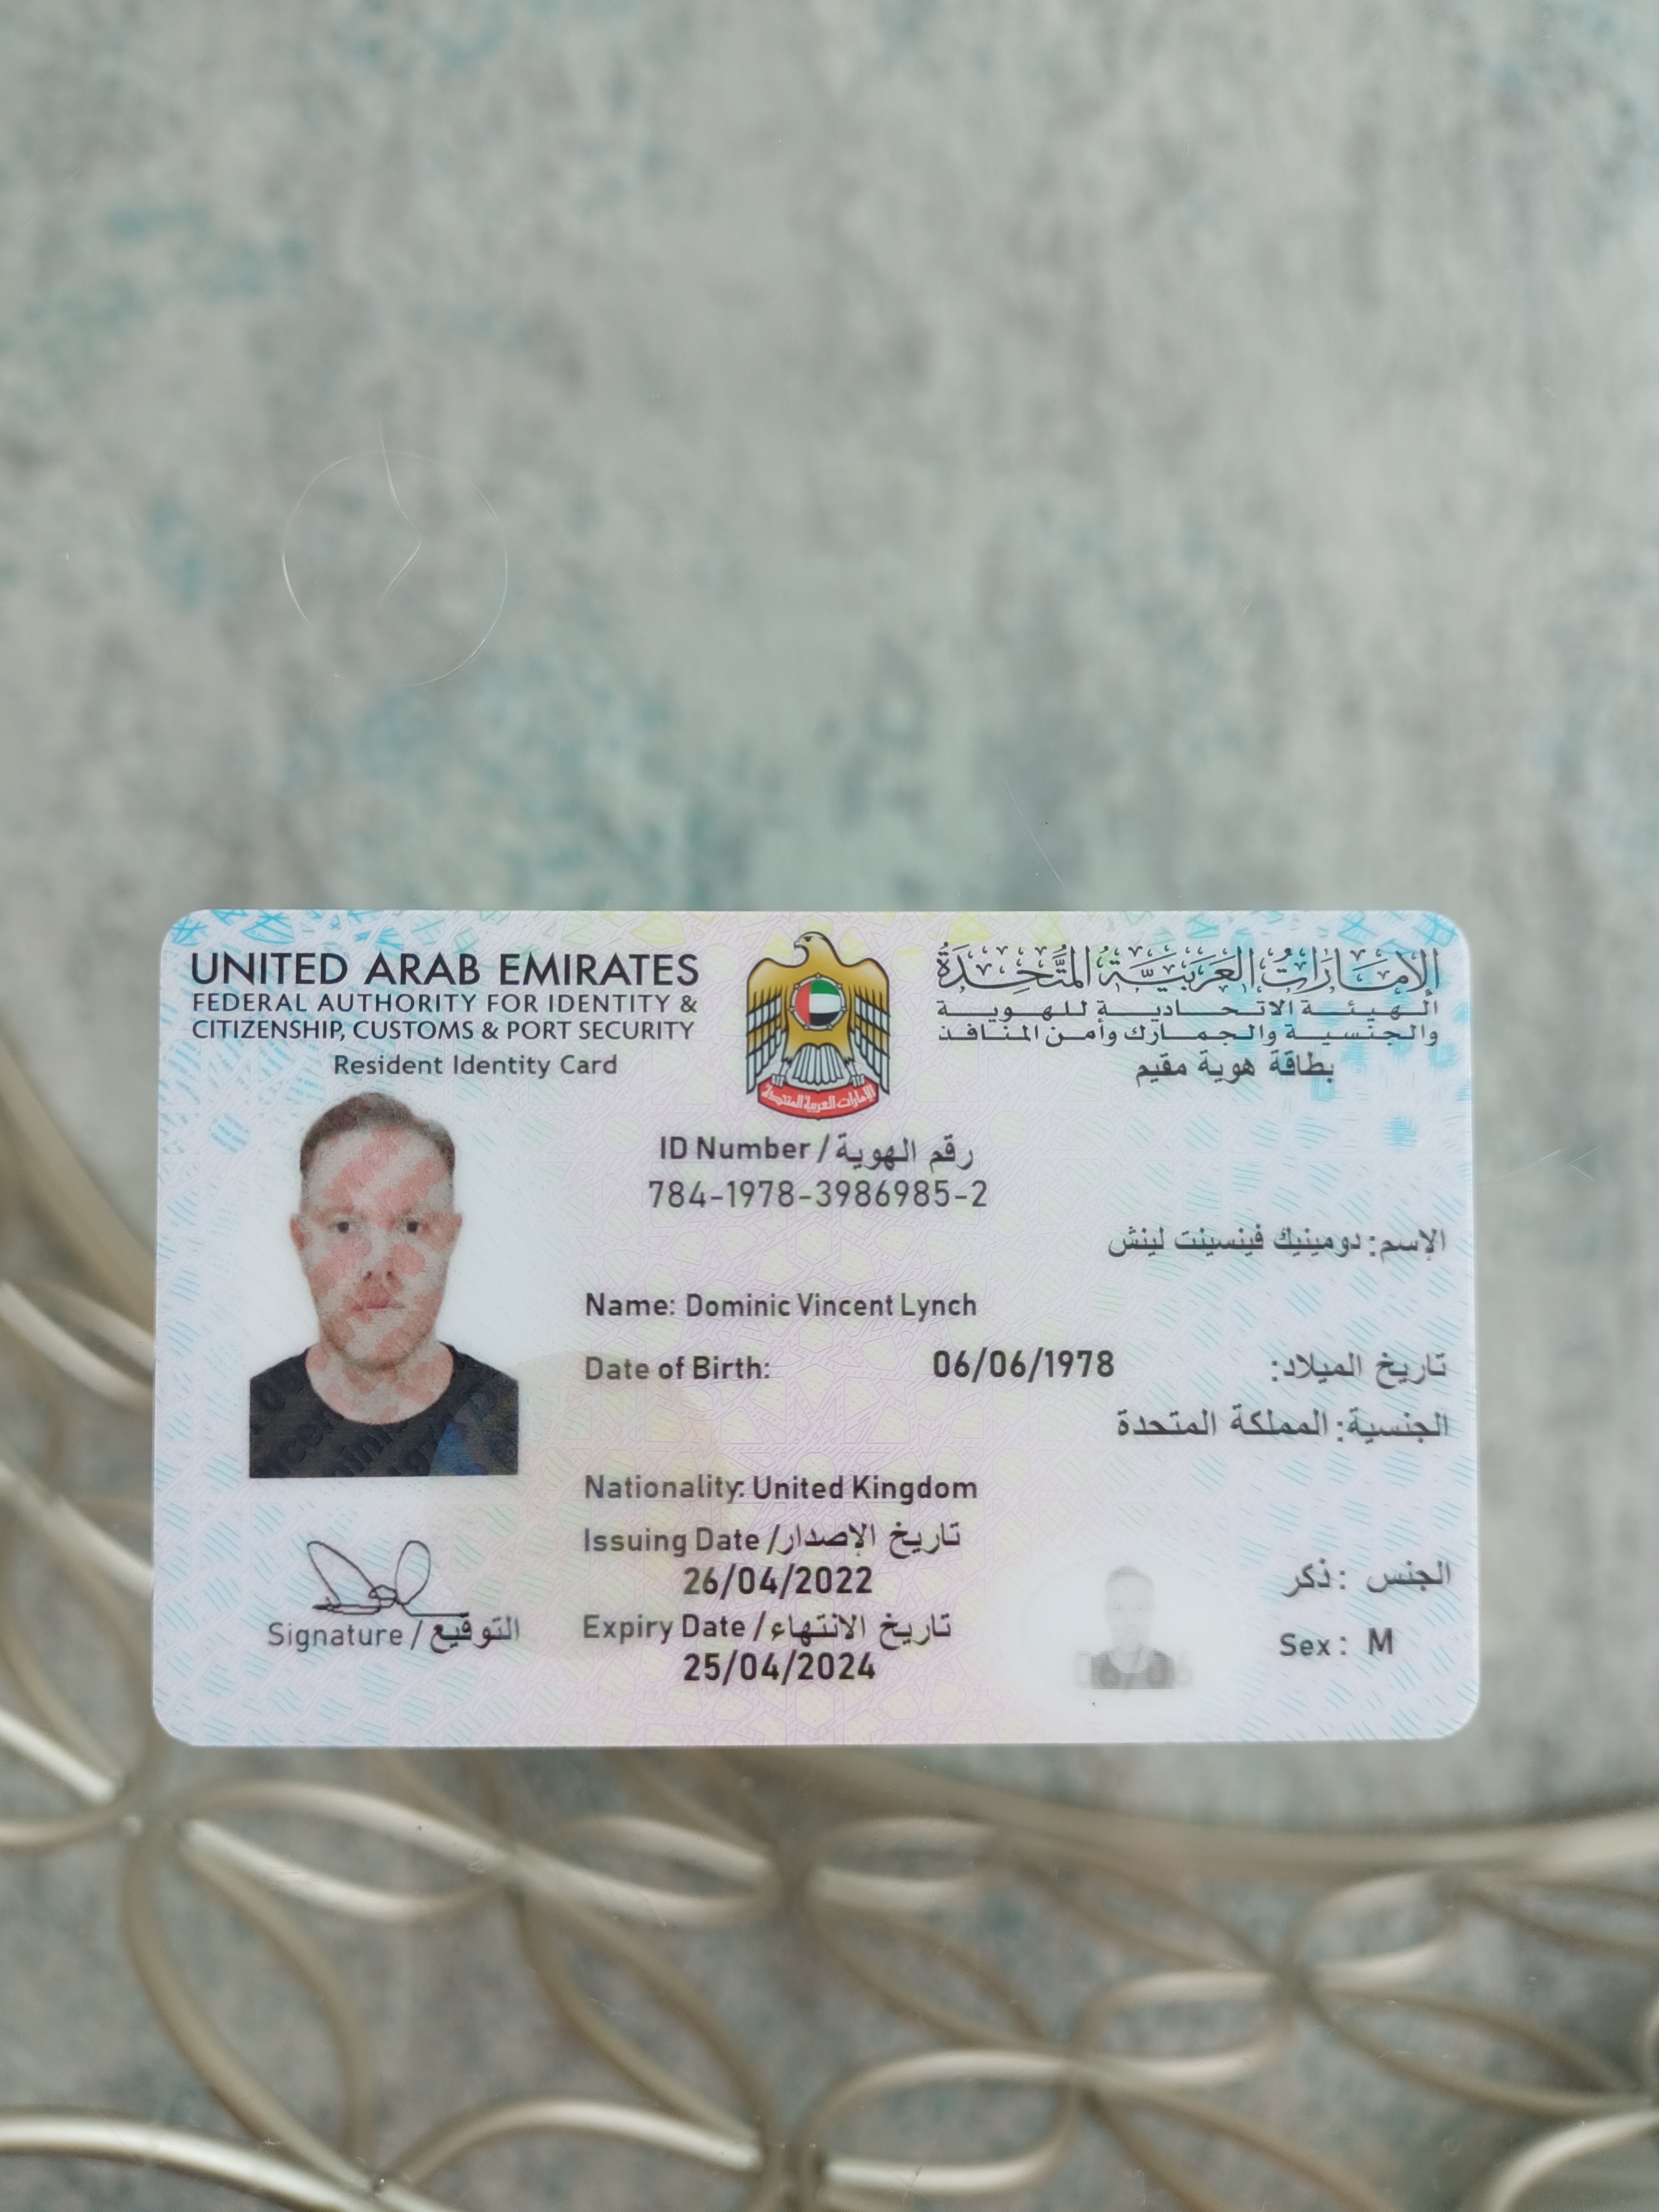 UNITED ARAB EMIRATES
FEDERAL AUTHORITY FOR IDENTITY &
CITIZENSHIP, CUSTOMS & PORT SECURITY
Resident Identity Card
الإمارات العربية المتحدة
الهيئة الاتحادية للهوية
والجنسية والجمارك وأمن المنافذ
بطاقة هوية مقيم
الإمارات العربية المتحدة
ID Number / رقم الهوية
784-1978-3986985-2
الإسم: دومينيك فينسينت لينش
Name: Dominic Vincent Lynch
Date of Birth: 06/06/1978 تاريخ الميلاد:
الجنسية: المملكة المتحدة
Nationality: United Kingdom
Issuing Date / تاريخ الإصدار
26/04/2022
Expiry Date / تاريخ الانتهاء
25/04/2024
الجنس : ذكر
Sex : M
Signature / التوقيع
06/06